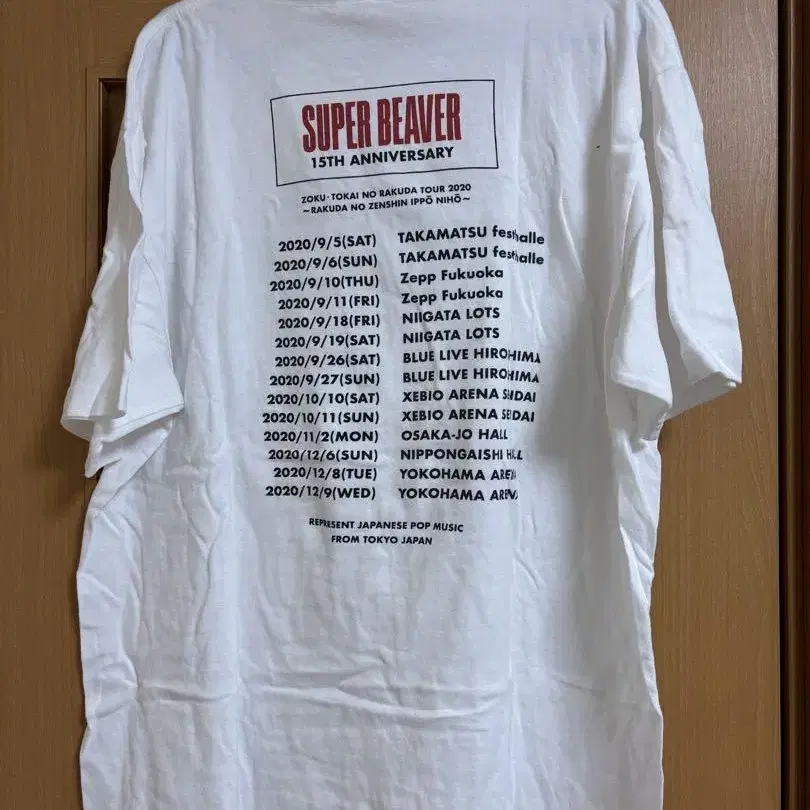 SUPER BEAVER
15TH ANNIVERSARY
ZOKU・TOKAI NO RAKUDA TOUR 2020
～RAKUDA NO ZENSHIN IPPŌ NIHŌ～
2020/9/5(SAT) TAKAMATSU festhalle
2020/9/6(SUN) TAKAMATSU festhalle
2020/9/10(THU) Zepp Fukuoka
2020/9/11(FRI) Zepp Fukuoka
2020/9/18(FRI) NIIGATA LOTS
2020/9/19(SAT) NIIGATA LOTS
2020/9/26(SAT) BLUE LIVE HIROHIMA
2020/9/27(SUN) BLUE LIVE HIROHIMA
2020/10/10(SAT) XEBIO ARENA
2020/10/11(SUN) XEBIO ARENA
2020/11/2(MON) OSAKA-JO HALL
2020/12/6(SUN) NIPPONGAISHI
2020/12/8(TUE) YOKOHAMA ARENA
2020/12/9(WED) YOKOHAMA ARENA
REPRESENT JAPANESE POP MUSIC
FROM TOKYO JAPAN